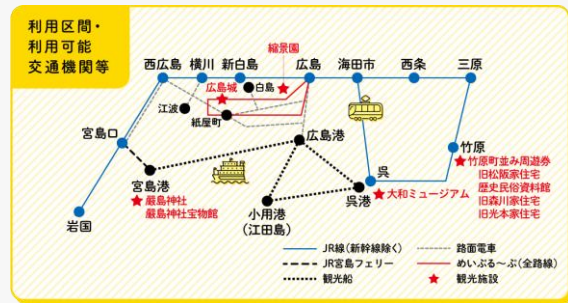 利用区間・
利用可能
交通機関等
縮景園
西広島
横川
新白島
広島
海田市
西条
三原
広島城
白島
江波
紙屋町
宮島口
広島港
竹原
竹原町並み周遊券
旧松阪家住宅
歴史民俗資料館
旧森川家住宅
旧光本家住宅
宮島港
厳島神社
厳島神社宝物館
呉
大和ミュージアム
呉港
岩国
小用港
(江田島)
JR線(新幹線除く)
路面電車
JR宮島フェリー
めいぷる～ぷ(全路線)
観光船
観光施設